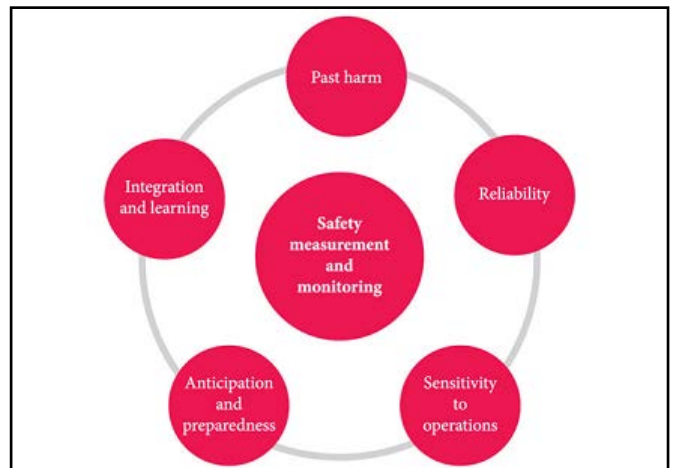 Past harm
Reliability
Sensitivity
to
operations
Anticipation
and
preparedness
Integration
and learning
Safety
measurement
and
monitoring